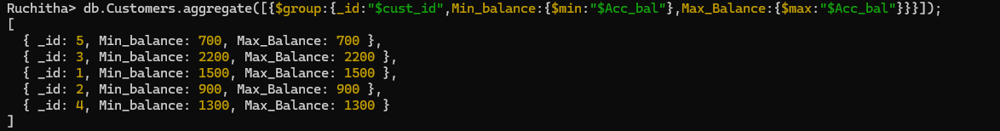 Ruchitha> db.Customers.aggregate([{$group:{_id:"$cust_id",Min_balance:{$min:"$Acc_bal"},Max_Balance:{$max:"$Acc_bal"}}}]);
[
  { _id: 5, Min_balance: 700, Max_Balance: 700 },
  { _id: 3, Min_balance: 2200, Max_Balance: 2200 },
  { _id: 1, Min_balance: 1500, Max_Balance: 1500 },
  { _id: 2, Min_balance: 900, Max_Balance: 900 },
  { _id: 4, Min_balance: 1300, Max_Balance: 1300 }
]